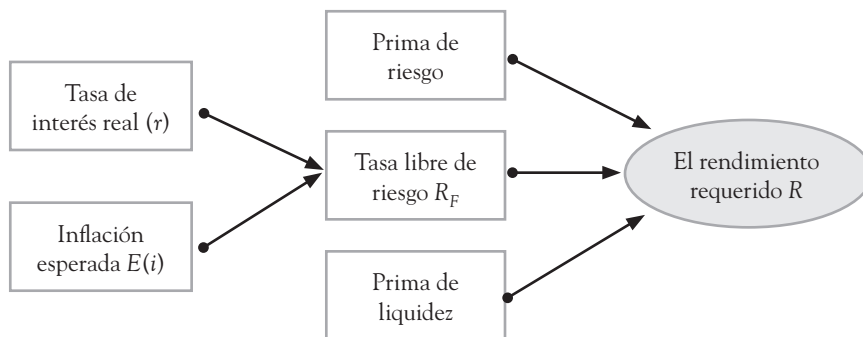 Tasa de
interés real (r)
Inflación
esperada E(i)
Prima de
riesgo
Tasa libre de
riesgo R_F
Prima de
liquidez
El rendimiento
requerido R